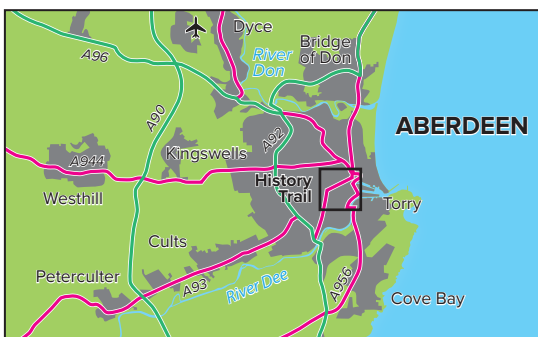 Dyce
Bridge
of Don
A96
River
Don
A90
A92
ABERDEEN
Kingswells
A944
History
Trail
Westhill
Torry
Cults
Peterculter
A93
River Dee
A956
Cove Bay